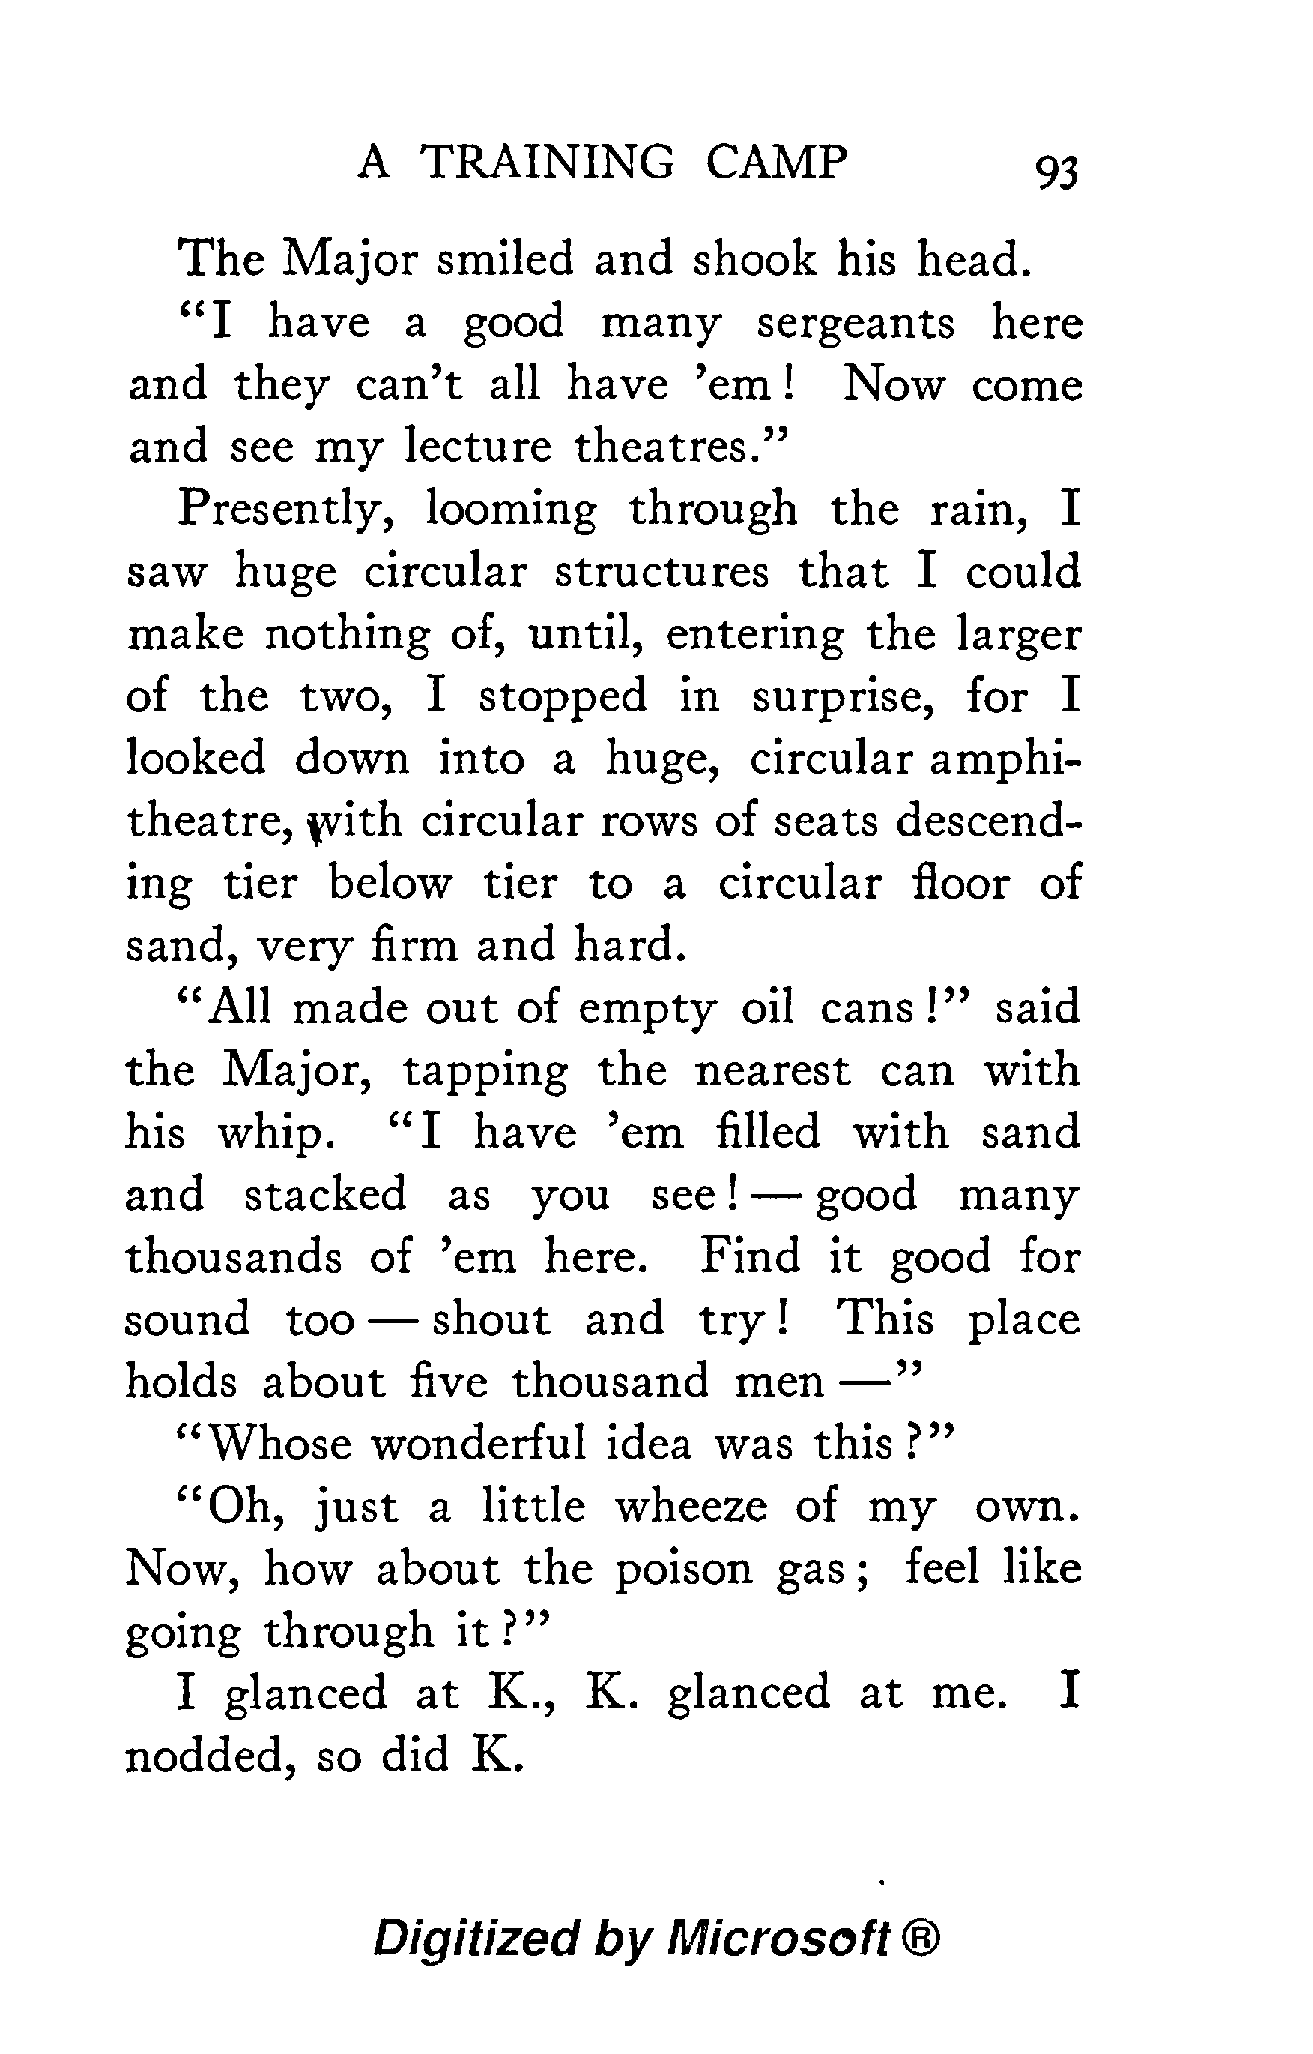 A TRAINING CAMP 93
The Major smiled and shook his head.
“I have a good many sergeants here
and they can’t all have ’em! Now come
and see my lecture theatres.”
Presently, looming through the rain, I
saw huge circular structures that I could
make nothing of, until, entering the larger
of the two, I stopped in surprise, for I
looked down into a huge, circular amphi-
theatre, with circular rows of seats descend-
ing tier below tier to a circular floor of
sand, very firm and hard.
“All made out of empty oil cans!” said
the Major, tapping the nearest can with
his whip. “I have ’em filled with sand
and stacked as you see!—good many
thousands of ’em here. Find it good for
sound too—shout and try! This place
holds about five thousand men—”
“Whose wonderful idea was this?”
“Oh, just a little wheeze of my own.
Now, how about the poison gas; feel like
going through it?”
I glanced at K., K. glanced at me. I
nodded, so did K.
Digitized by Microsoft ®